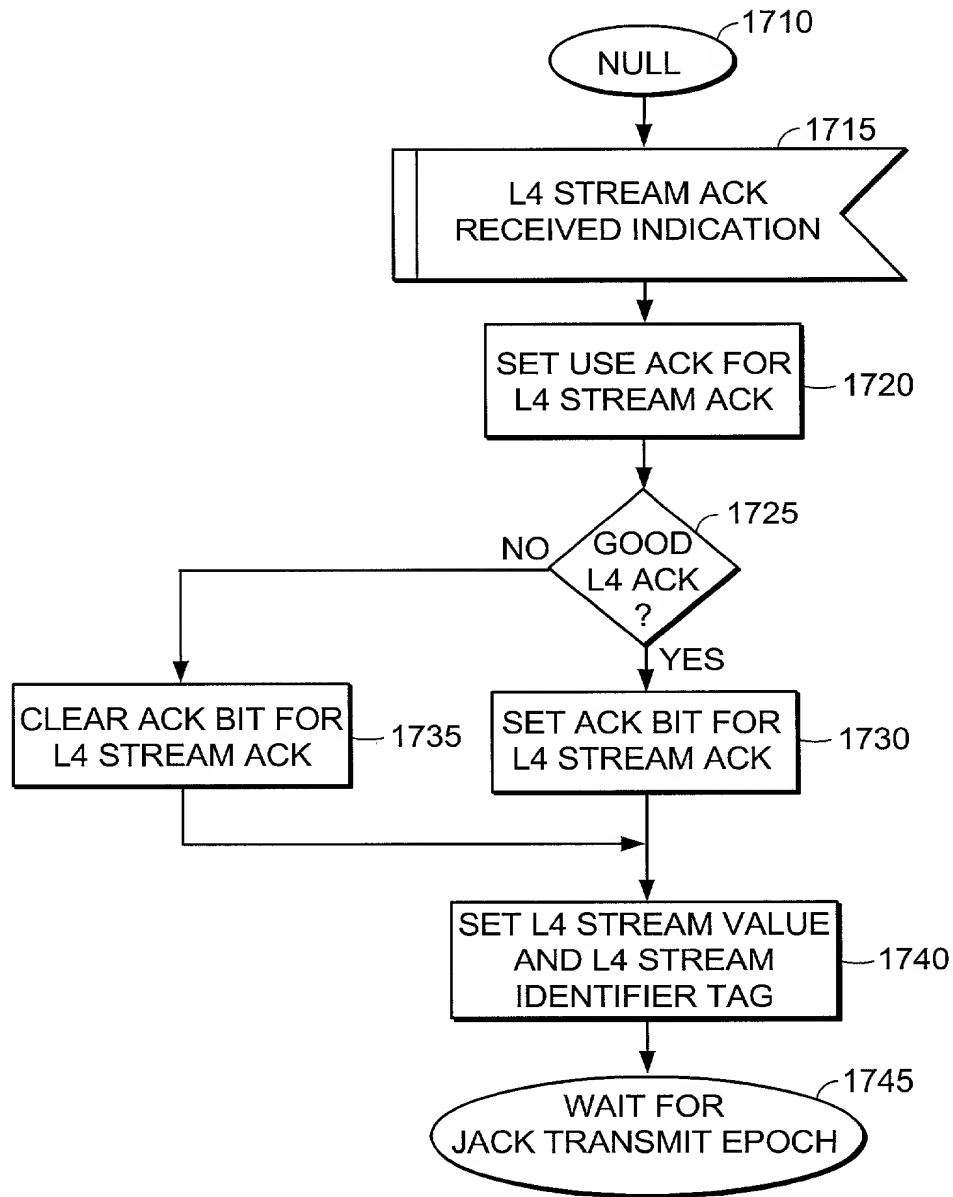 1710
NULL
1715
L4 STREAM ACK
RECEIVED INDICATION
SET USE ACK FOR
L4 STREAM ACK
1720
1725
GOOD
L4 ACK
?
NO
YES
CLEAR ACK BIT FOR
L4 STREAM ACK
1735
SET ACK BIT FOR
L4 STREAM ACK
1730
SET L4 STREAM VALUE
AND L4 STREAM
IDENTIFIER TAG
1740
1745
WAIT FOR
JACK TRANSMIT EPOCH